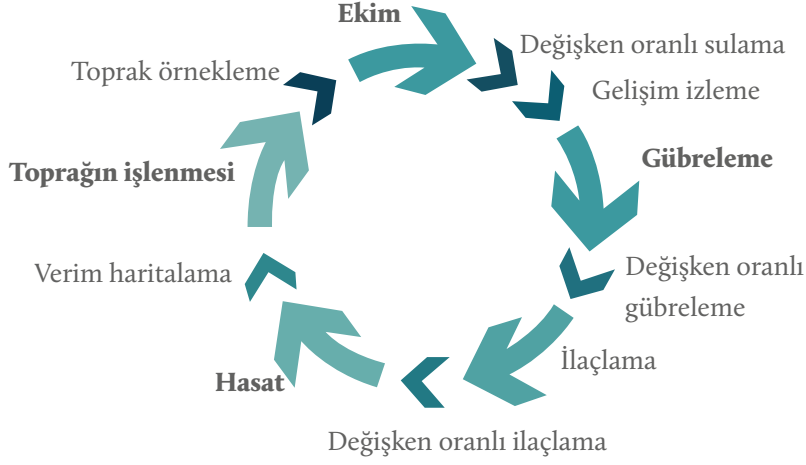 Ekim
Değişken oranlı sulama
Toprak örnekleme
Gelişim izleme
Toprağın işlenmesi
Gübreleme
Verim haritalama
Değişken oranlı
gübreleme
İlaçlama
Hasat
Değişken oranlı ilaçlama